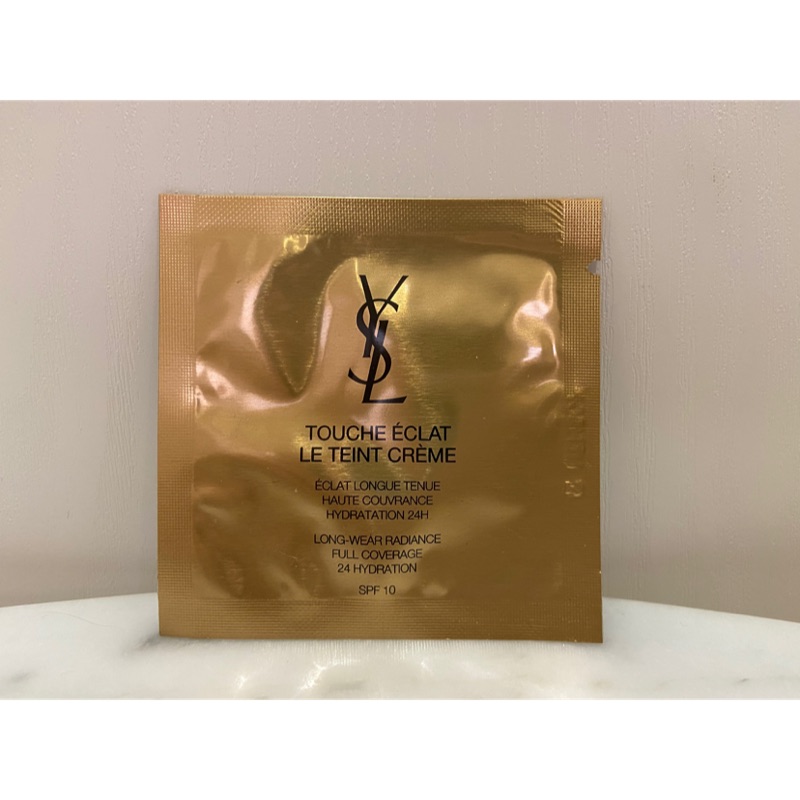 YSL
TOUCHE ÉCLAT
LE TEINT CRÈME
ÉCLAT LONGUE TENUE
HAUTE COUVRANCE
HYDRATATION 24H
LONG-WEAR RADIANCE
FULL COVERAGE
24 HYDRATION
SPF 10